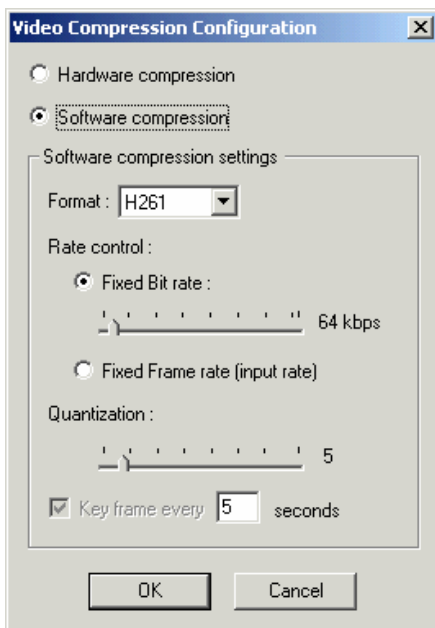 Video Compression Configuration
Hardware compression
Software compression
Software compression settings
Format : H261
Rate control :
Fixed Bit rate :
64 kbps
Fixed Frame rate (input rate)
Quantization :
5
Key frame every 5 seconds
OK Cancel